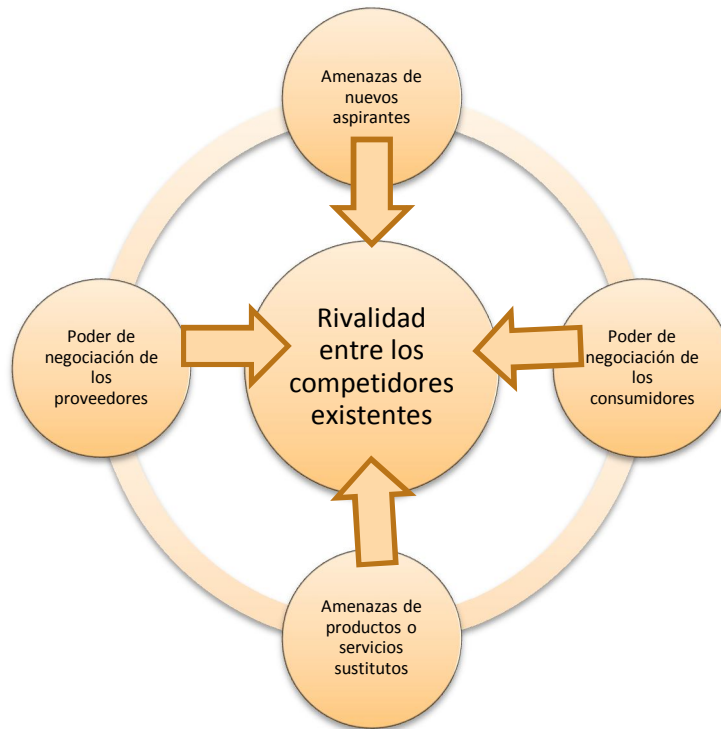 Amenazas de
nuevos
aspirantes
Poder de
negociación de
los
proveedores
Rivalidad
entre los
competidores
existentes
Poder de
negociación de
los
consumidores
Amenazas de
productos o
servicios
sustitutos